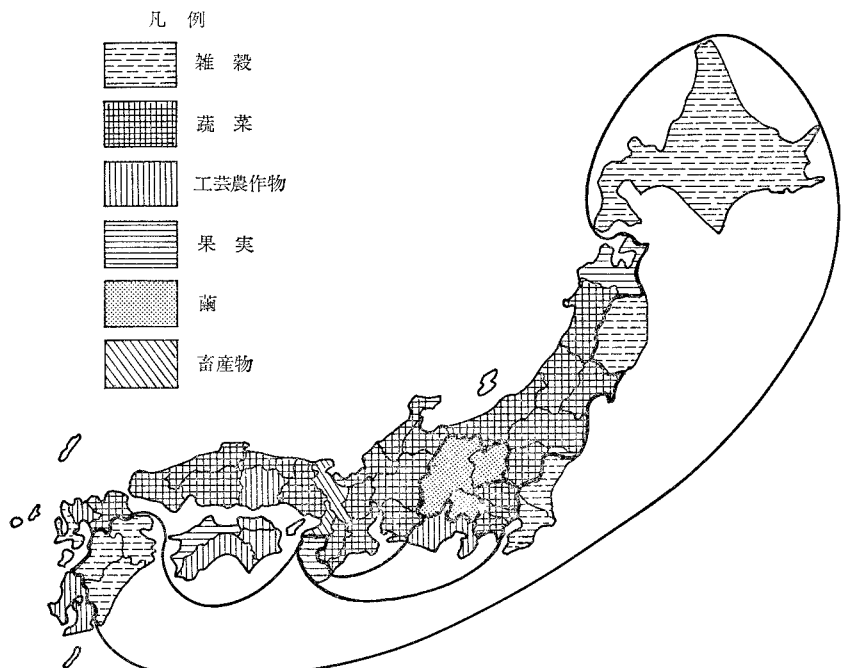 凡 例
雑 穀
蔬 菜
工芸農作物
果 実
繭
畜産物